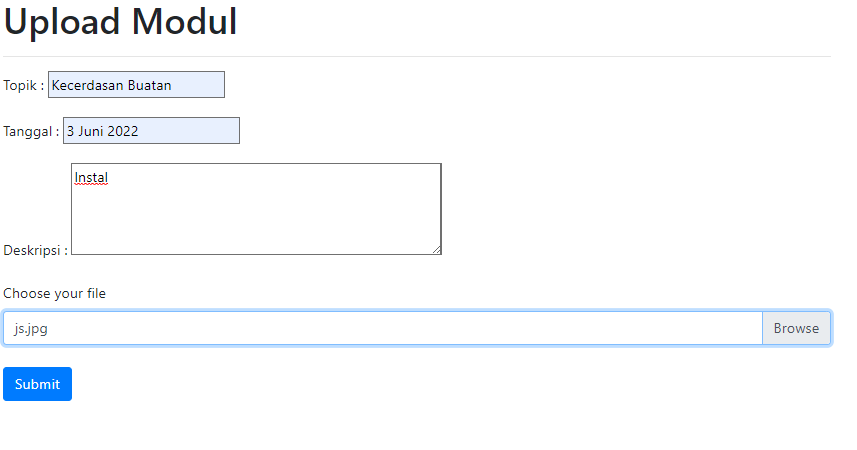 Upload Modul
Topik : Kecerdasan Buatan
Tanggal : 3 Juni 2022
Deskripsi : Instal
Choose your file
js.jpg Browse
Submit